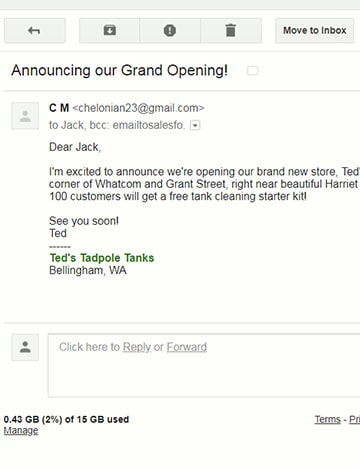 Move to Inbox
Announcing our Grand Opening!
C M <chelonian23@gmail.com>
to Jack, bcc: emailtosalesfo.
Dear Jack,
I'm excited to announce we're opening our brand new store, Ted'
corner of Whatcom and Grant Street, right near beautiful Harriet
100 customers will get a free tank cleaning starter kit!
See you soon!
Ted
------
Ted's Tadpole Tanks
Bellingham, WA
Click here to Reply or Forward
0.43 GB (2%) of 15 GB used
Manage
Terms - Pri